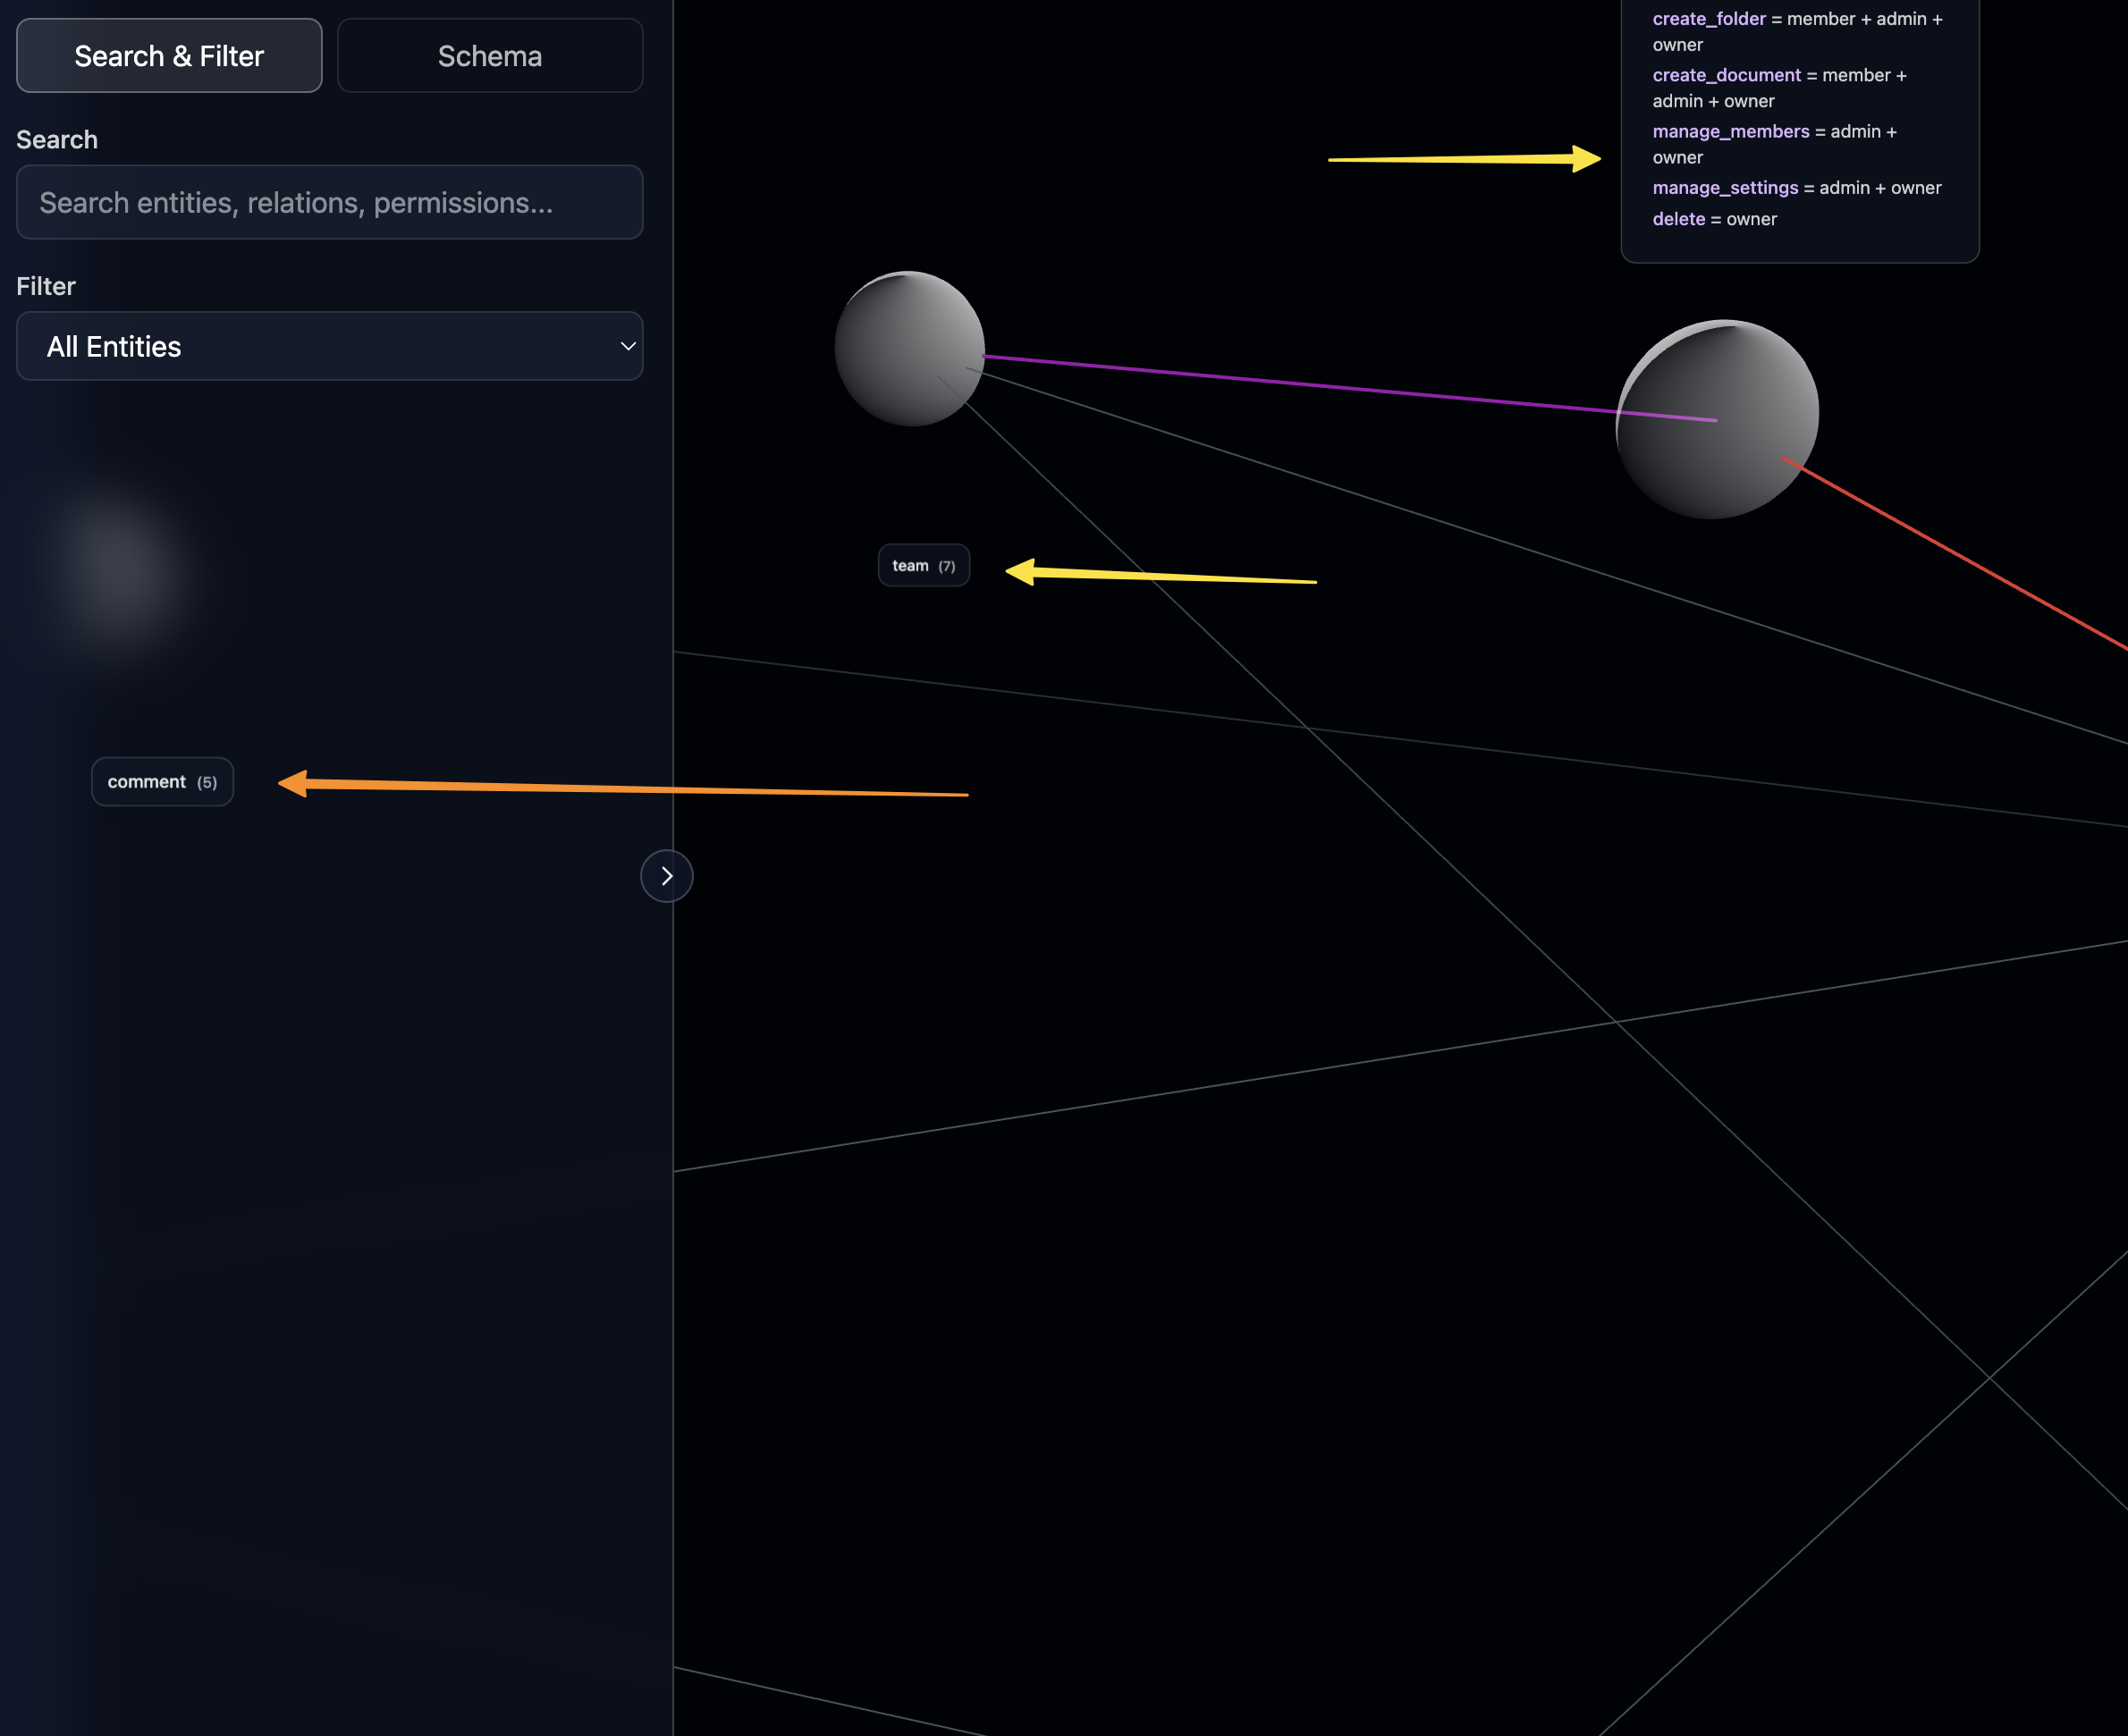 Search & Filter
Schema
Search
Search entities, relations, permissions...
Filter
All Entities
create_folder = member + admin +
owner
create_document = member +
admin + owner
manage_members = admin +
owner
manage_settings = admin + owner
delete = owner
team (7)
comment (5)